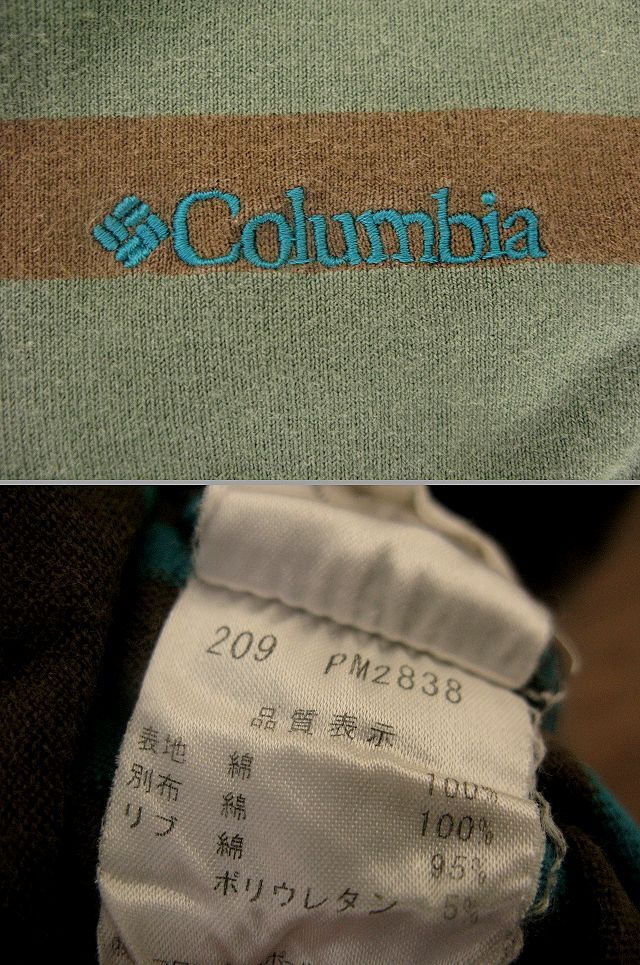 Columbia
209 PM2838
品質表示
表地 綿 100%
別布 綿 100%
リブ 綿 95%
ポリウレタン 5%